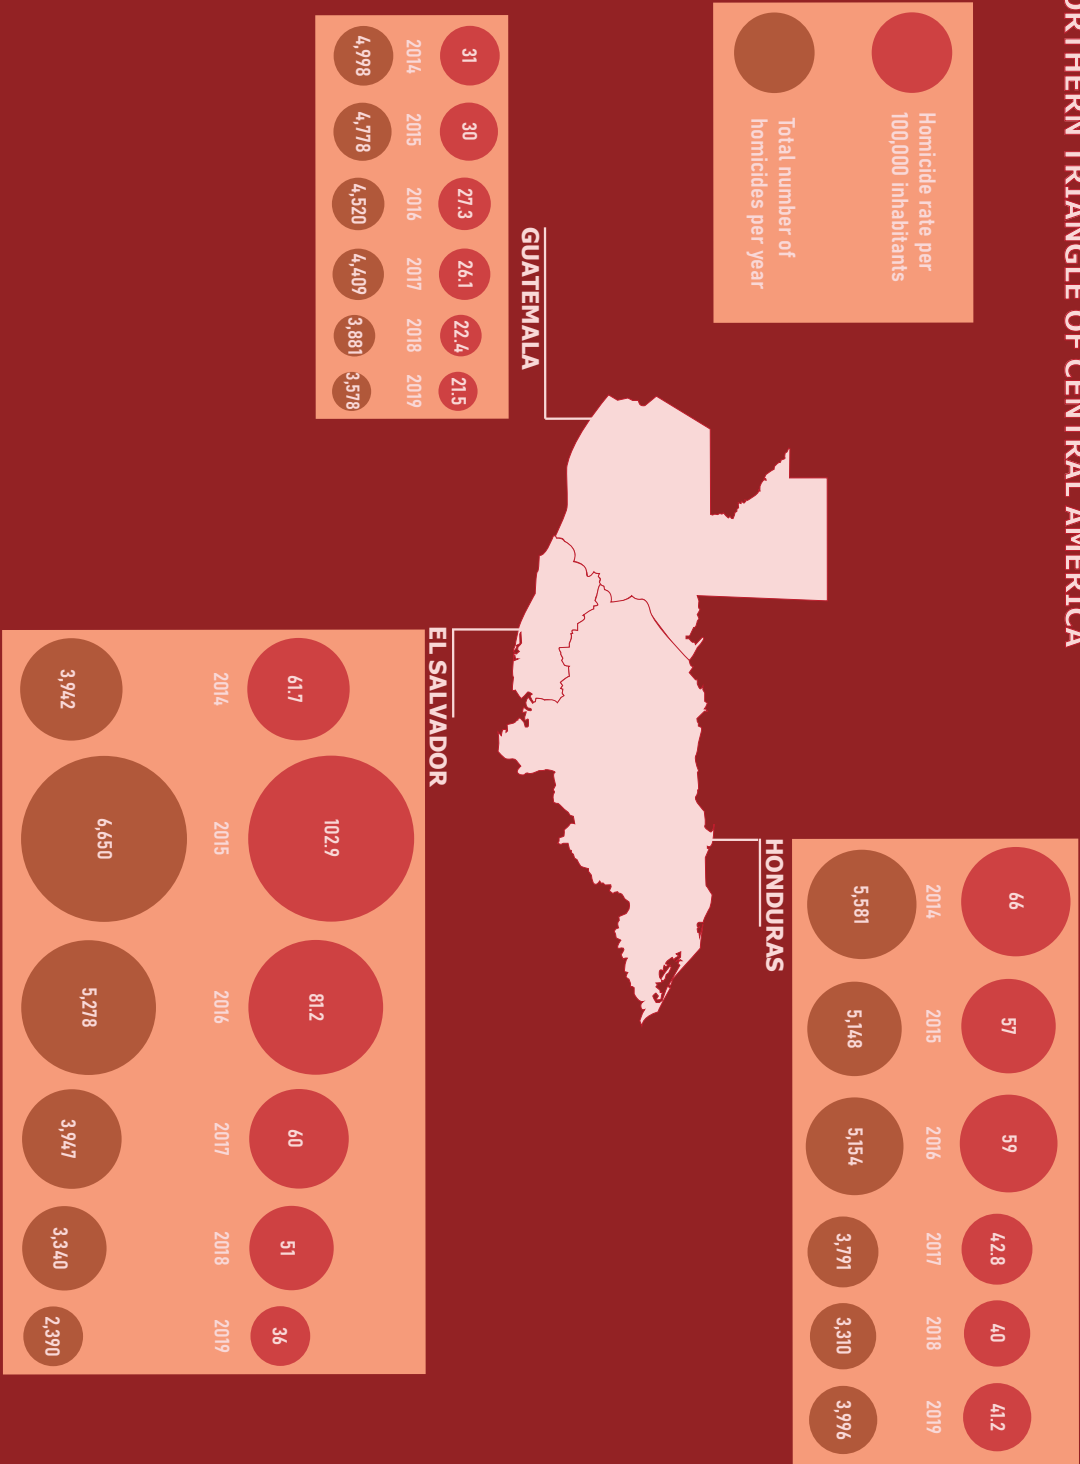 ORTHERN TRIANGLE OF CENTRAL AMERICA
Homicide rate per
100,000 inhabitants
Total number of
homicides per year
GUATEMALA
31 30 27.3 26.1 22.4 21.5
2014 2015 2016 2017 2018 2019
4,998 4,778 4,520 4,409 3,881 3,578
HONDURAS
66 57 59 42.8 40 41.2
2014 2015 2016 2017 2018 2019
5,581 5,148 5,154 3,791 3,310 3,996
EL SALVADOR
61.7 102.9 81.2 60 51 36
2014 2015 2016 2017 2018 2019
3,942 6,650 5,278 3,947 3,340 2,390